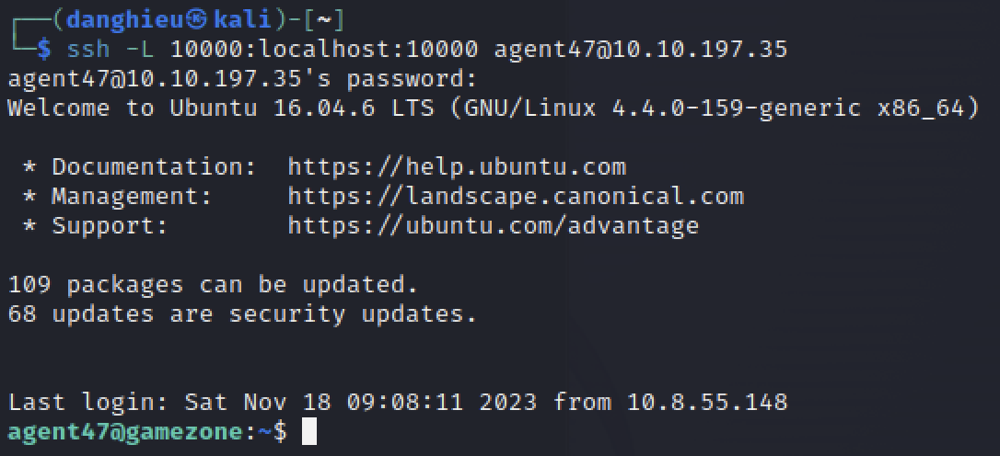 ┌──(danghieu㉿kali)-[~]
└─$ ssh -L 10000:localhost:10000 agent47@10.10.197.35
agent47@10.10.197.35's password:
Welcome to Ubuntu 16.04.6 LTS (GNU/Linux 4.4.0-159-generic x86_64)
 * Documentation:  https://help.ubuntu.com
 * Management:     https://landscape.canonical.com
 * Support:        https://ubuntu.com/advantage
109 packages can be updated.
68 updates are security updates.
Last login: Sat Nov 18 09:08:11 2023 from 10.8.55.148
agent47@gamezone:~$